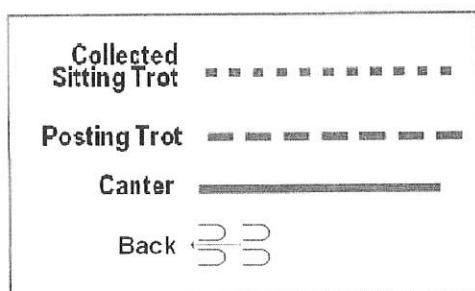 Collected
Sitting Trot
Posting Trot
Canter
Back